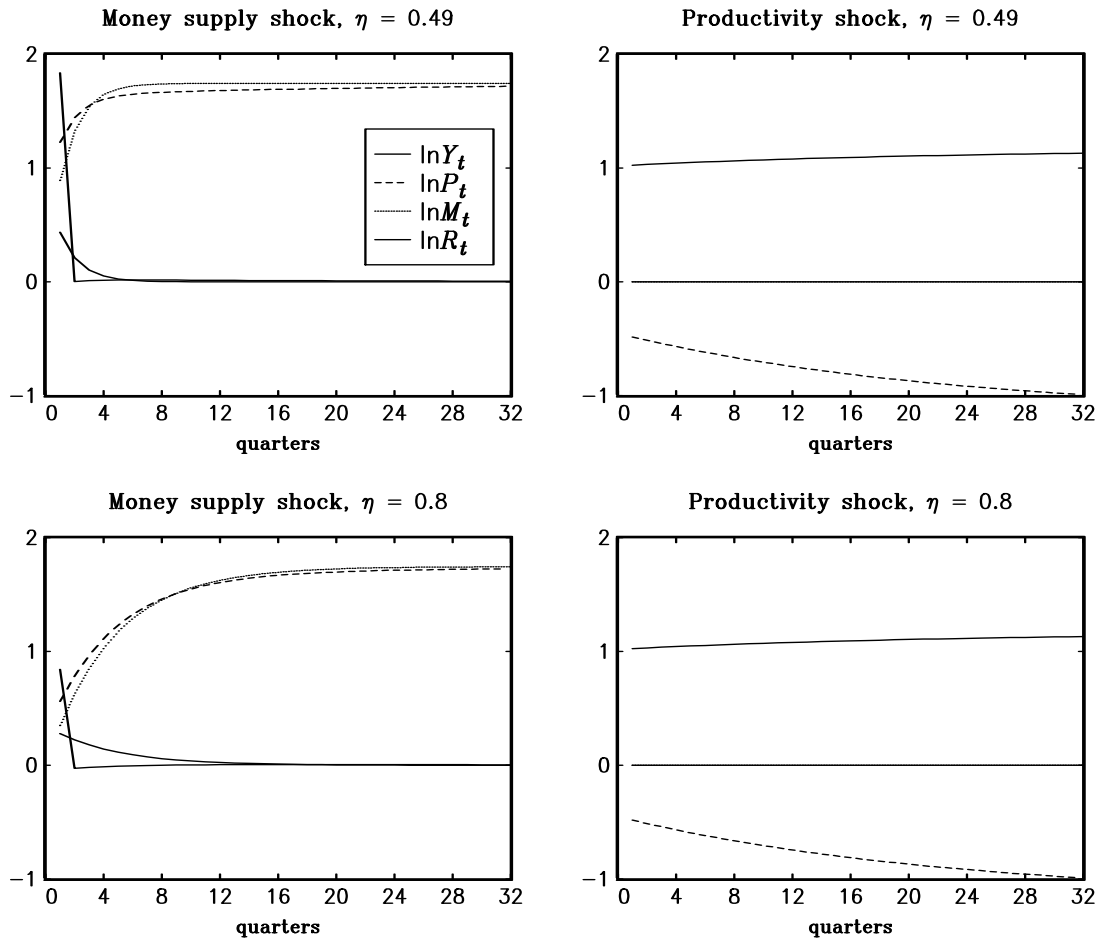 Money supply shock, η = 0.49
2
1
0
−1
0 4 8 12 16 20 24 28 32
quarters
lnY_t
lnP_t
lnM_t
lnR_t
Productivity shock, η = 0.49
2
1
0
−1
0 4 8 12 16 20 24 28 32
quarters
Money supply shock, η = 0.8
2
1
0
−1
0 4 8 12 16 20 24 28 32
quarters
Productivity shock, η = 0.8
2
1
0
−1
0 4 8 12 16 20 24 28 32
quarters